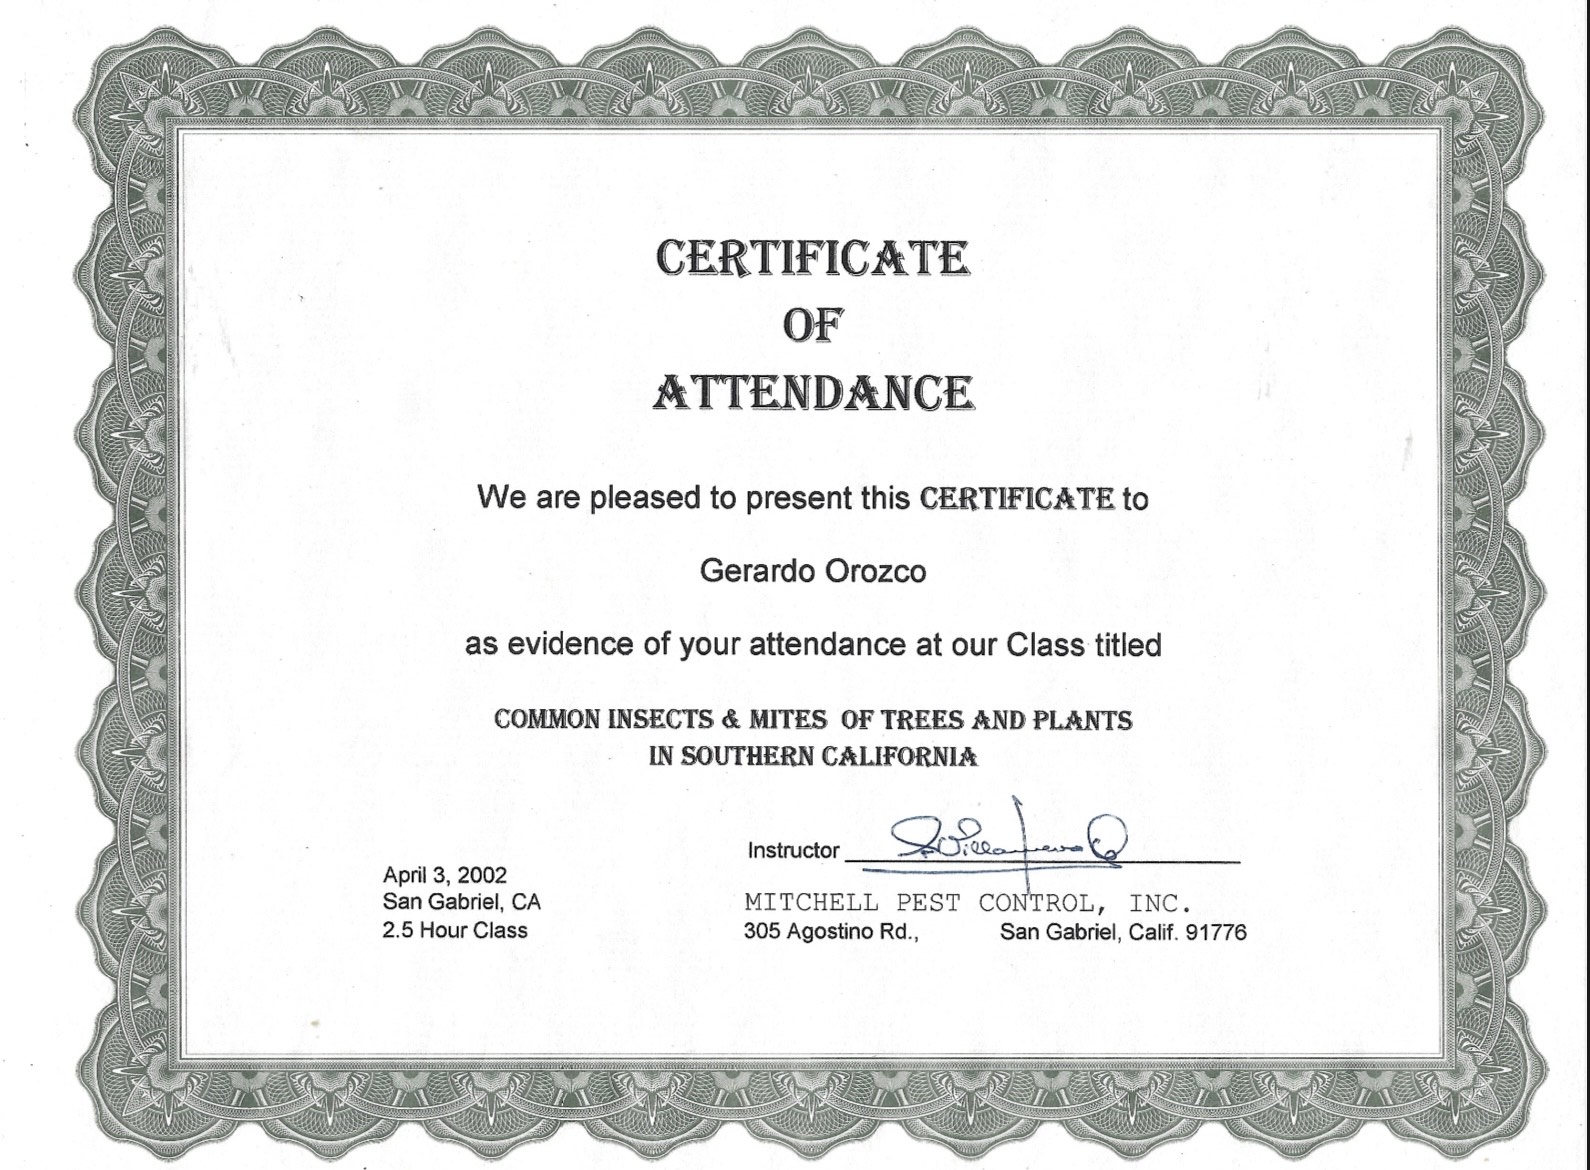 CERTIFICATE
OF
ATTENDANCE
We are pleased to present this CERTIFICATE to
Gerardo Orozco
as evidence of your attendance at our Class titled
COMMON INSECTS & MITES OF TREES AND PLANTS
IN SOUTHERN CALIFORNIA
Instructor
April 3, 2002
San Gabriel, CA
2.5 Hour Class
MITCHELL PEST CONTROL, INC.
305 Agostino Rd., San Gabriel, Calif. 91776